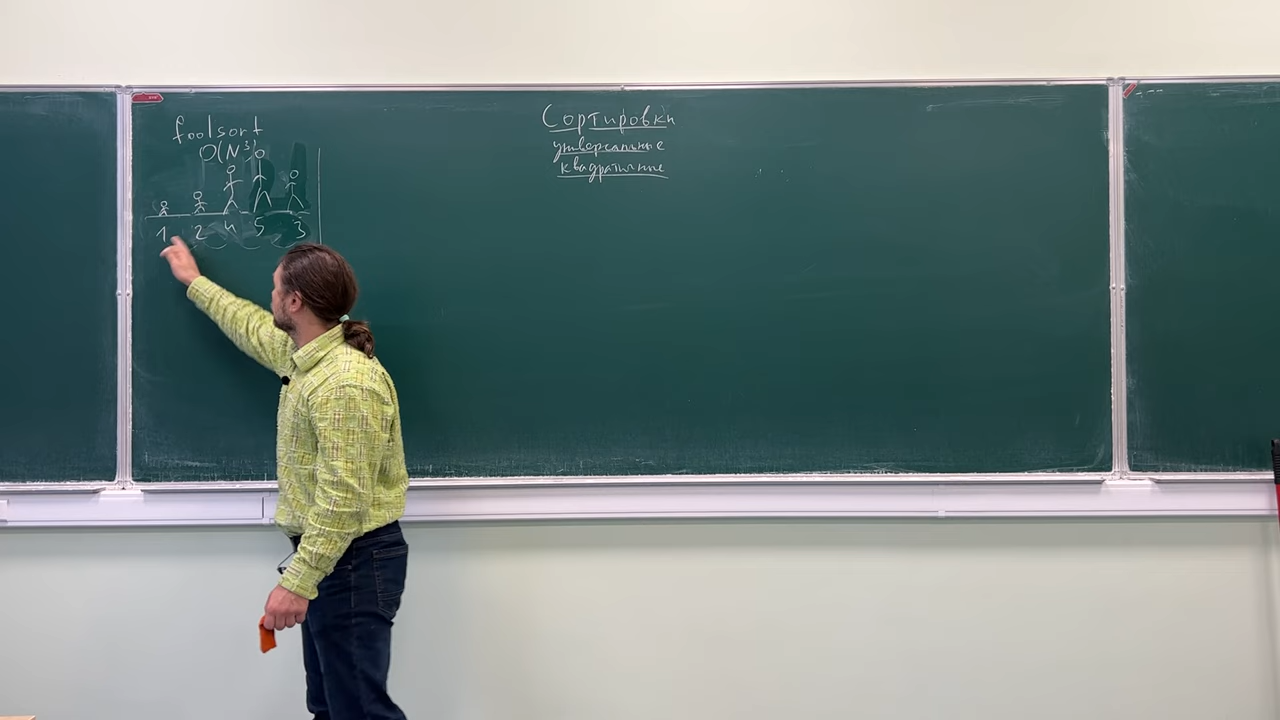 foolsort
O(N³)
1 2 4 5 3
Сортировки
универсальные
квадратичные